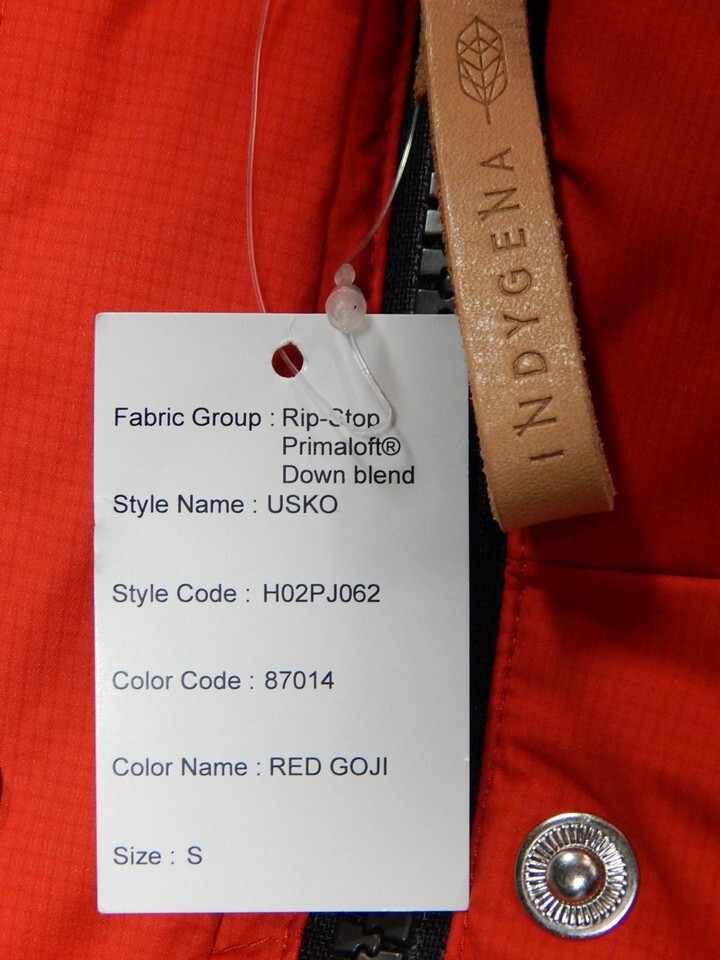 INDYGENA
Fabric Group : Rip-Stop
Primaloft®
Down blend
Style Name : USKO
Style Code : H02PJ062
Color Code : 87014
Color Name : RED GOJI
Size : S